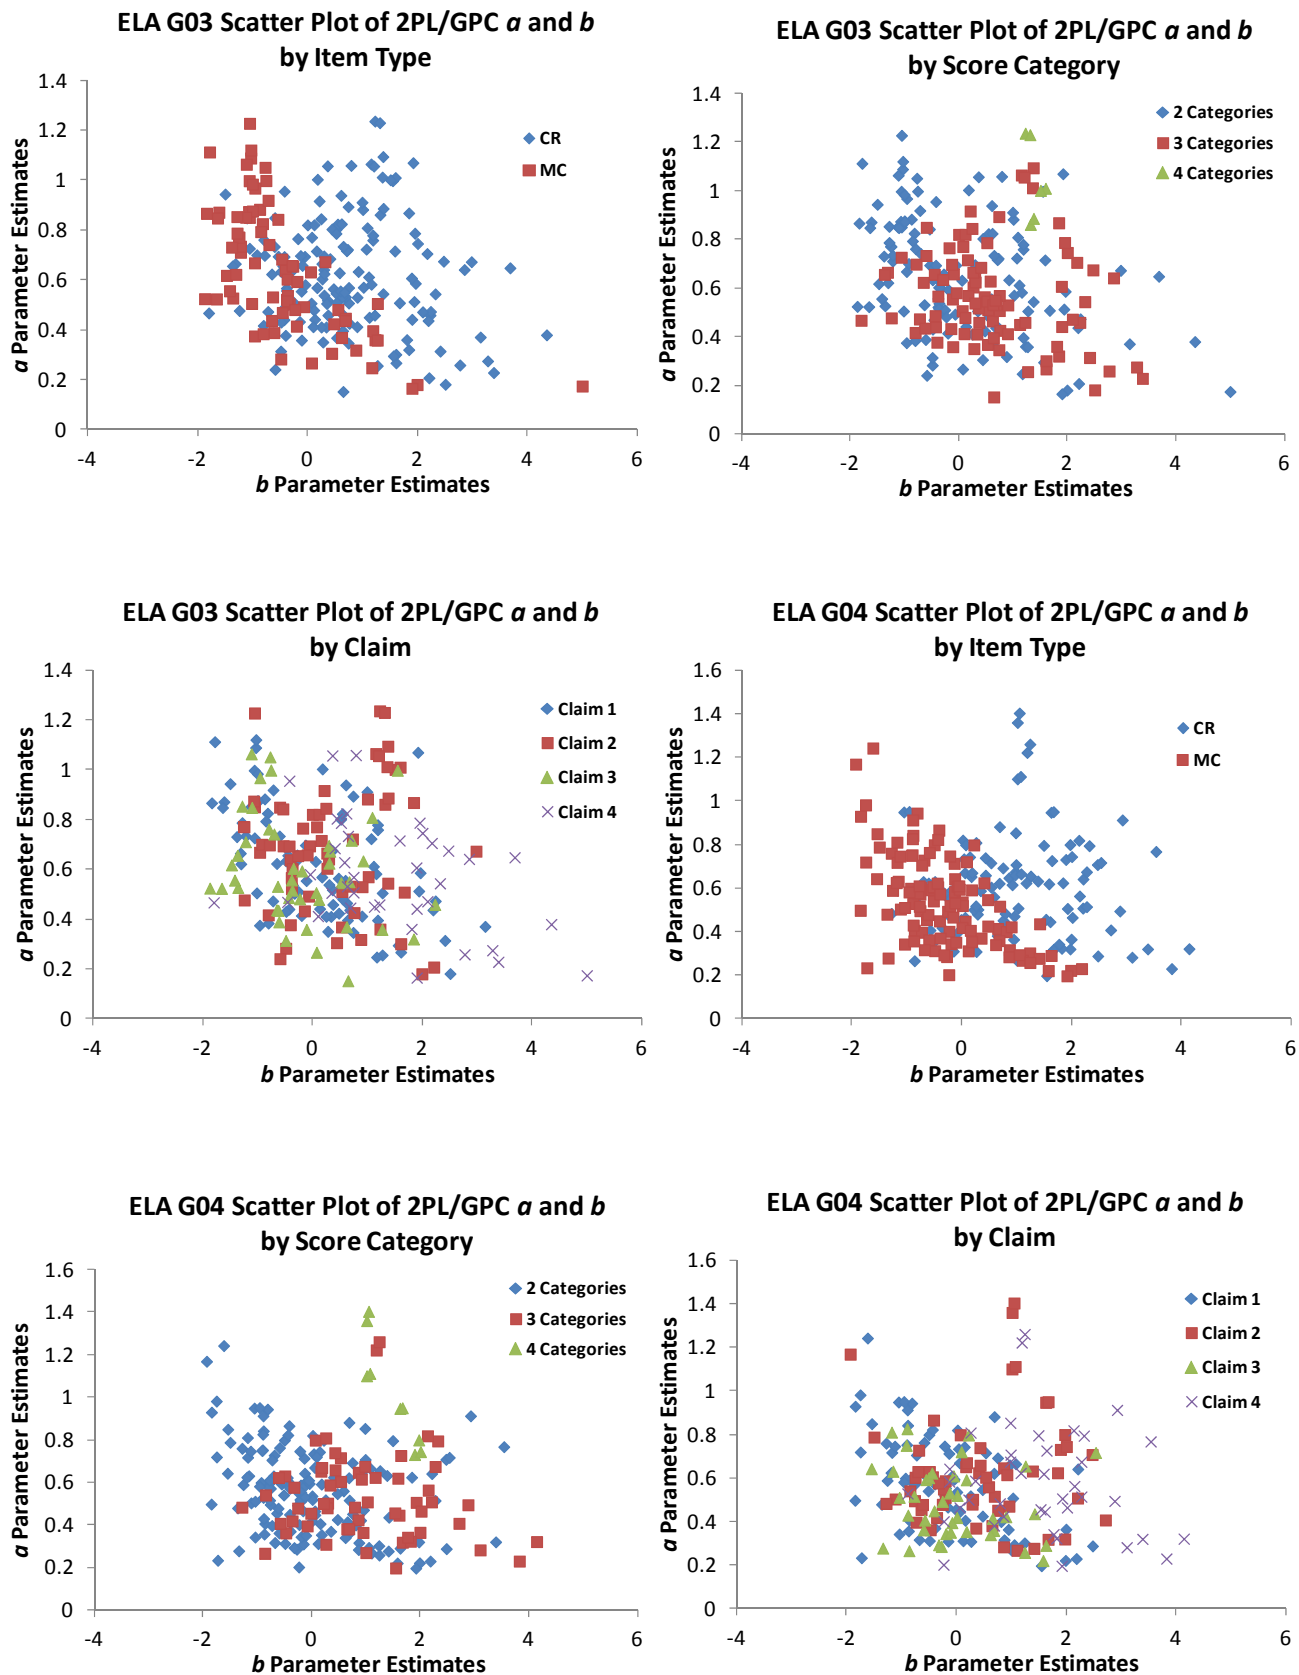 ELA G03 Scatter Plot of 2PL/GPC a and b
by Item Type
a Parameter Estimates
1.4
1.2
1
0.8
0.6
0.4
0.2
0
-4 -2 0 2 4 6
b Parameter Estimates
CR
MC
ELA G03 Scatter Plot of 2PL/GPC a and b
by Score Category
a Parameter Estimates
1.4
1.2
1
0.8
0.6
0.4
0.2
0
-4 -2 0 2 4 6
b Parameter Estimates
2 Categories
3 Categories
4 Categories
ELA G03 Scatter Plot of 2PL/GPC a and b
by Claim
a Parameter Estimates
1.4
1.2
1
0.8
0.6
0.4
0.2
0
-4 -2 0 2 4 6
b Parameter Estimates
Claim 1
Claim 2
Claim 3
Claim 4
ELA G04 Scatter Plot of 2PL/GPC a and b
by Item Type
a Parameter Estimates
1.6
1.4
1.2
1
0.8
0.6
0.4
0.2
0
-4 -2 0 2 4 6
b Parameter Estimates
CR
MC
ELA G04 Scatter Plot of 2PL/GPC a and b
by Score Category
a Parameter Estimates
1.6
1.4
1.2
1
0.8
0.6
0.4
0.2
0
-4 -2 0 2 4 6
b Parameter Estimates
2 Categories
3 Categories
4 Categories
ELA G04 Scatter Plot of 2PL/GPC a and b
by Claim
a Parameter Estimates
1.6
1.4
1.2
1
0.8
0.6
0.4
0.2
0
-4 -2 0 2 4 6
b Parameter Estimates
Claim 1
Claim 2
Claim 3
Claim 4